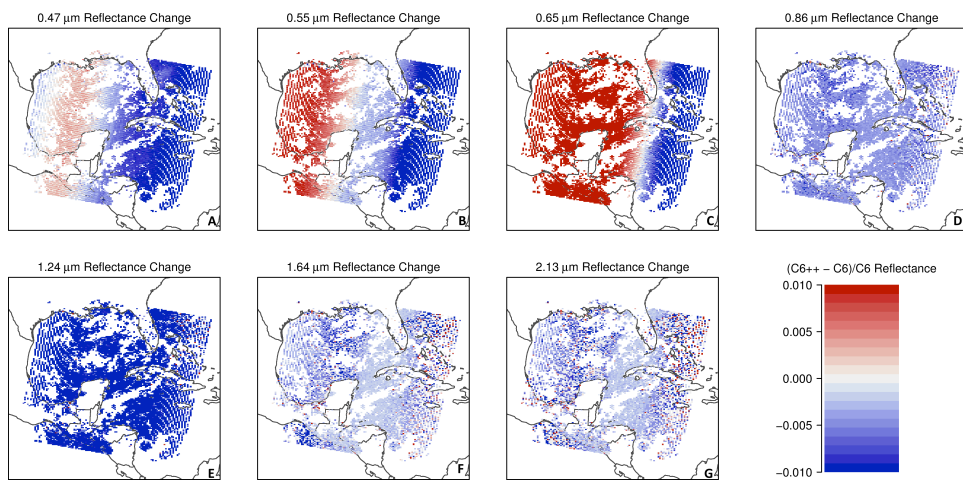 0.47 µm Reflectance Change
0.55 µm Reflectance Change
0.65 µm Reflectance Change
0.86 µm Reflectance Change
A
B
C
D
1.24 µm Reflectance Change
1.64 µm Reflectance Change
2.13 µm Reflectance Change
(C6++ − C6)/C6 Reflectance
0.010
0.005
0.000
−0.005
−0.010
E
F
G